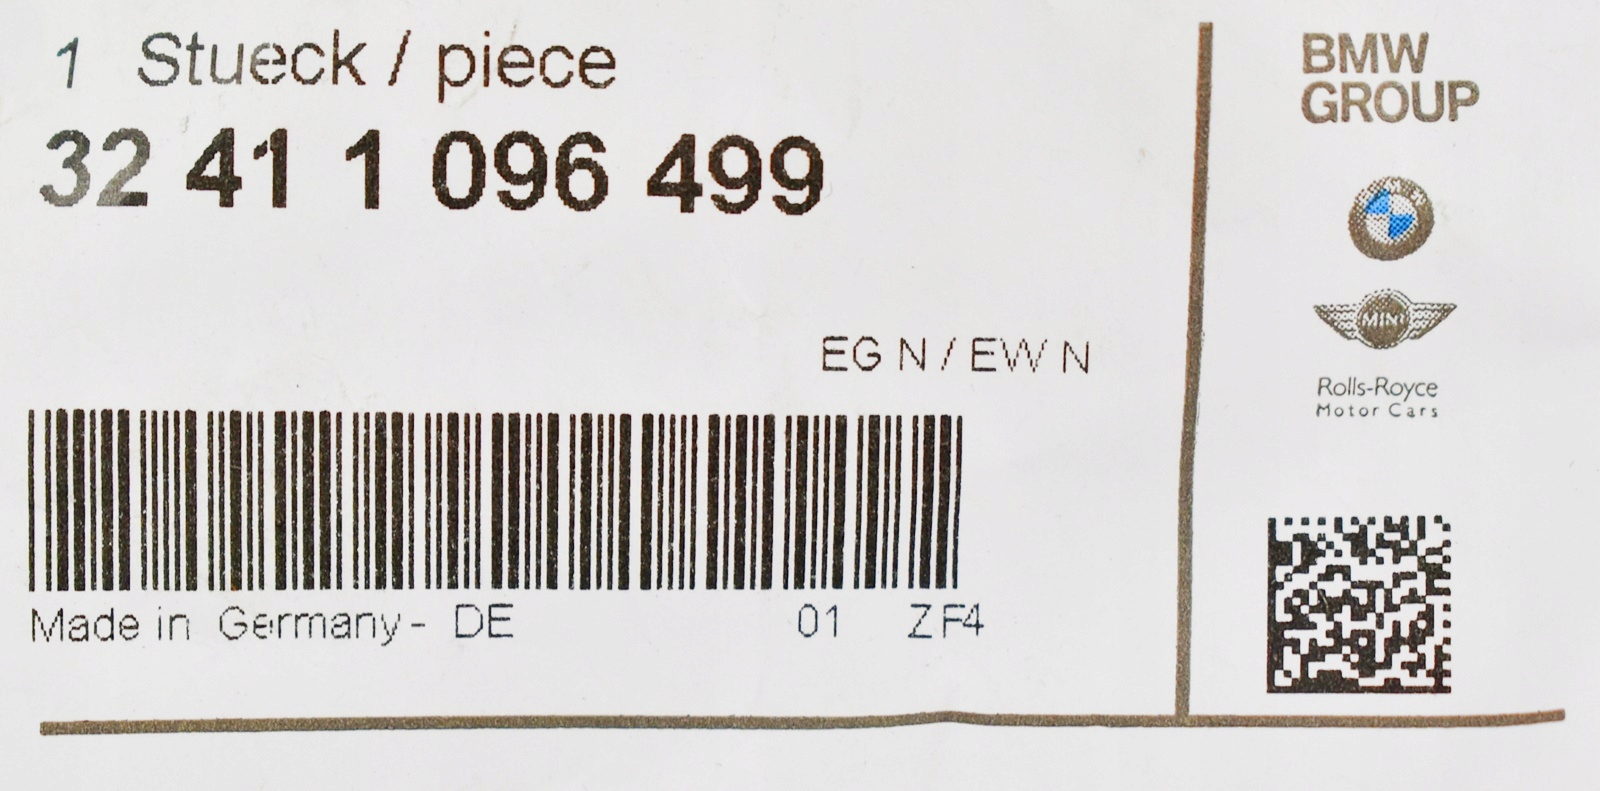 1 Stueck / piece
32 41 1 096 499
EG N / EW N
Made in Germany- DE 01 ZF4
BMW
GROUP
MINI
Rolls-Royce
Motor Cars